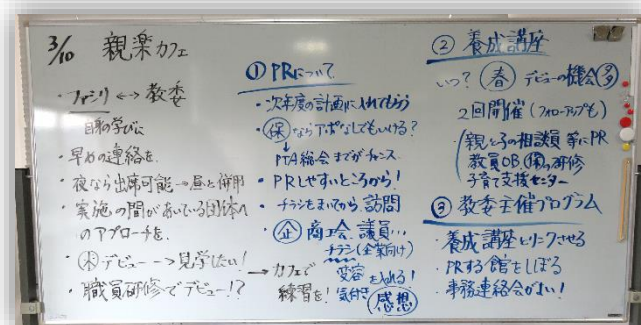 3/10 親楽カフェ
・ファシリ ←→ 教委
自身の学びに
・早めの連絡を.
・夜なら出席可能→昼と併用
・実施の間があいている団体へ
のアプローチを.
・未デビュー → 見学したい!
・職員研修でデビュー!?
→ カフェで
練習を!
① PRについて
・次年度の計画に入れてもらう
・保ならアポなしでもいける?
↓
PTA総会までがチャンス.
・PRしやすいところから!
・チラシをまいてから訪問
・企 商工会. 議員…
チラシ(企業向け)
受容
気付き を入れる!
感想
② 養成講座
いつ? 春 デビューの機会多
2回開催(フォローアップも)
親と子の相談員 等にPR
教員OB 研修
子育て支援センター
③ 教委主催プログラム
・養成講座とリンクさせる
・PRする館をしぼる
・事務連絡会がよい!